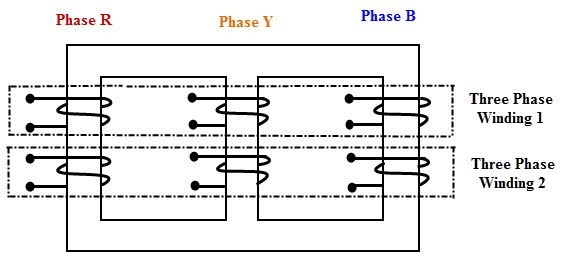 Phase R
Phase Y
Phase B
Three Phase
Winding 1
Three Phase
Winding 2